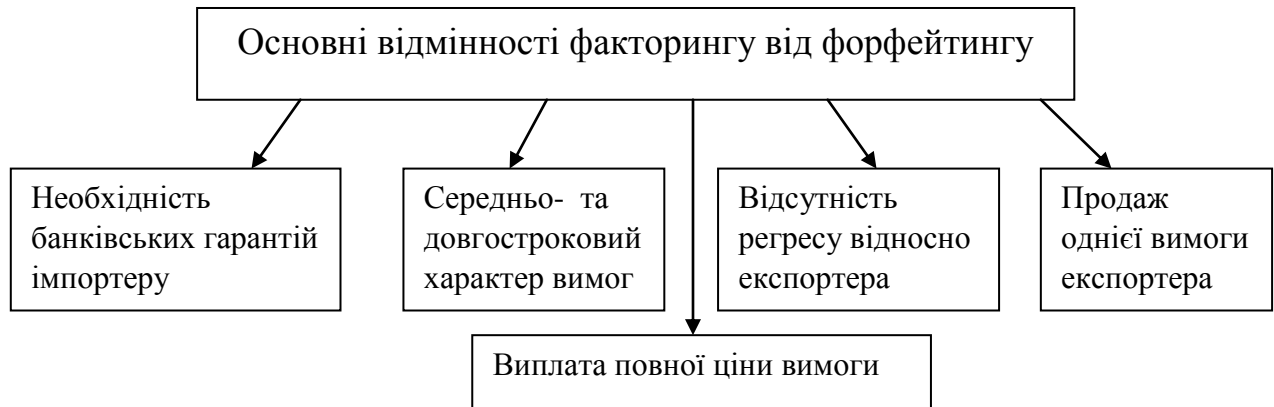 Основні відмінності факторингу від форфейтингу
Необхідність
банківських гарантій
імпортеру
Середньо- та
довгостроковий
характер вимог
Відсутність
регресу відносно
експортера
Продаж
однієї вимоги
експортера
Виплата повної ціни вимоги